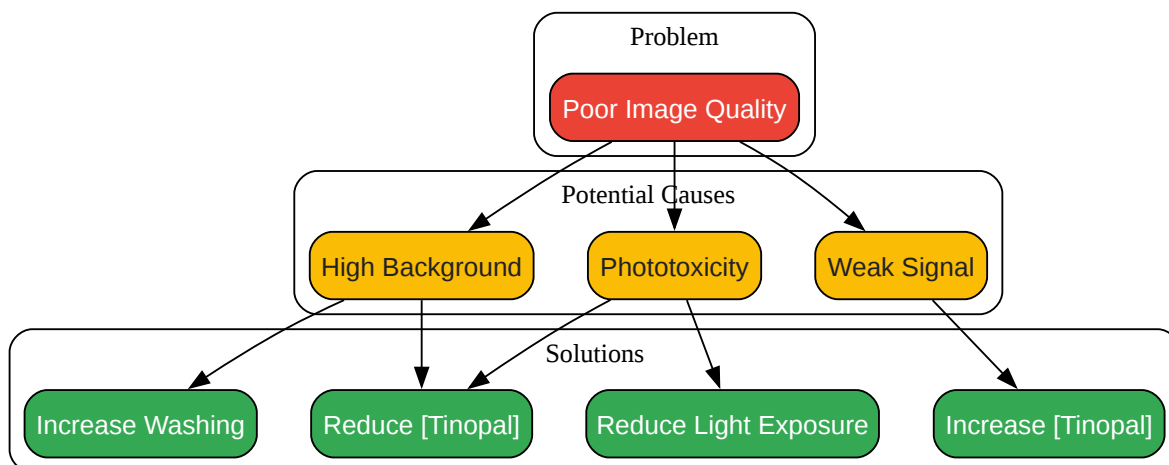 Problem
Poor Image Quality
Potential Causes
High Background
Phototoxicity
Weak Signal
Solutions
Increase Washing
Reduce [Tinopal]
Reduce Light Exposure
Increase [Tinopal]